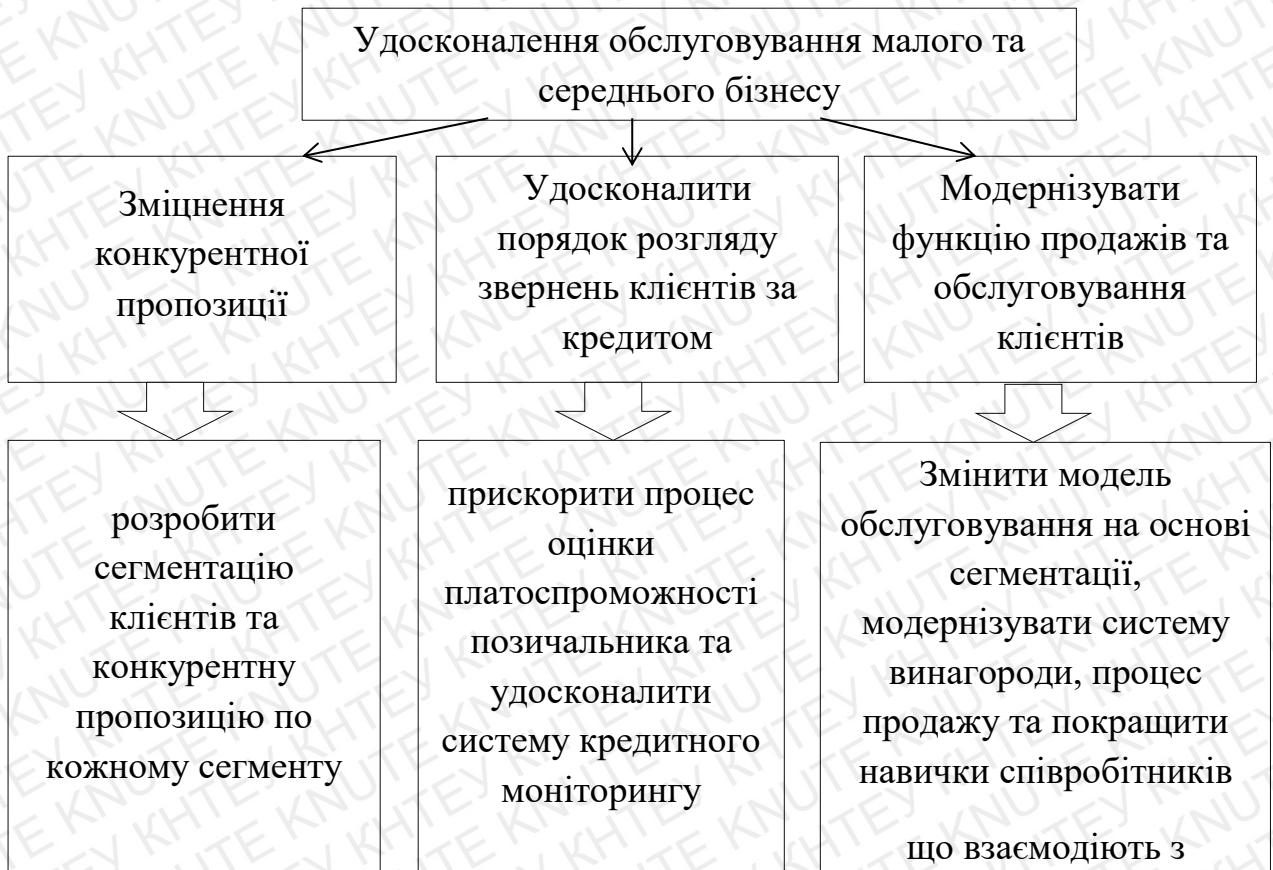 Удосконалення обслуговування малого та
середнього бізнесу
Зміцнення
конкурентної
пропозиції
Удосконалити
порядок розгляду
звернень клієнтів за
кредитом
Модернізувати
функцію продажів та
обслуговування
клієнтів
розробити
сегментацію
клієнтів та
конкурентну
пропозицію по
кожному сегменту
прискорити процес
оцінки
платоспроможності
позичальника та
удосконалити
систему кредитного
моніторингу
Змінити модель
обслуговування на основі
сегментації,
модернізувати систему
винагороди, процес
продажу та покращити
навички співробітників
що взаємодіють з